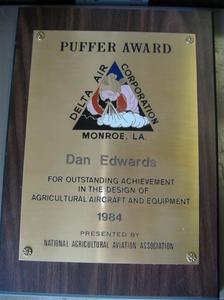 PUFFER AWARD
DELTA AIR CORPORATION
MONROE, LA.
Dan Edwards
FOR OUTSTANDING ACHIEVEMENT
IN THE DESIGN OF
AGRICULTURAL AIRCRAFT AND EQUIPMENT
1984
PRESENTED BY
NATIONAL AGRICULTURAL AVIATION ASSOCIATION